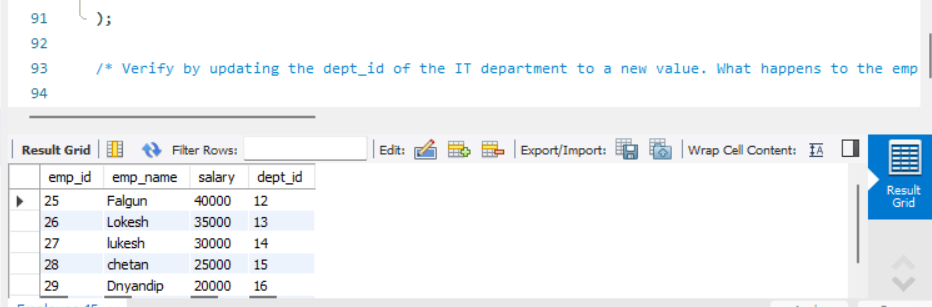 91 );
92
93 /* Verify by updating the dept_id of the IT department to a new value. What happens to the emp
94
Result Grid Filter Rows: Edit: Export/Import: Wrap Cell Content: IA
emp_id emp_name salary dept_id
25 Falgun 40000 12
26 Lokesh 35000 13
27 lukesh 30000 14
28 chetan 25000 15
29 Dnyandip 20000 16
Result
Grid